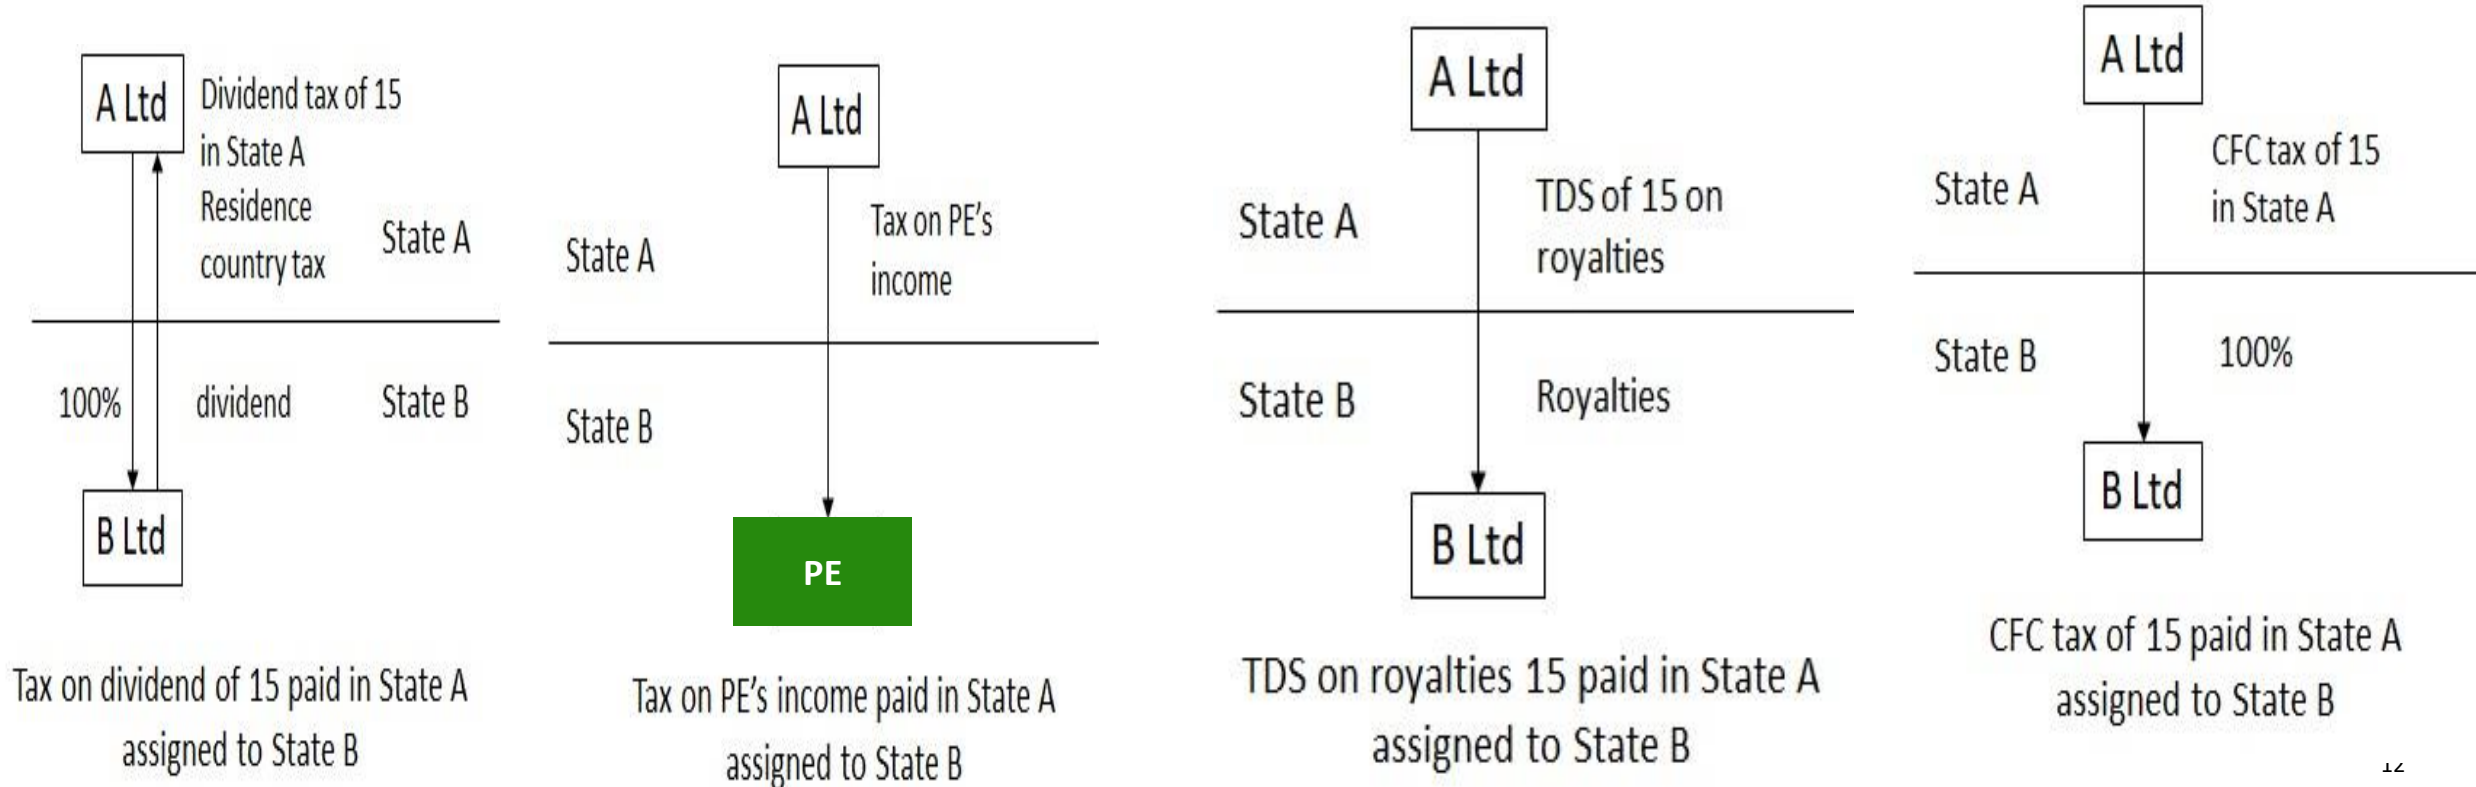 A Ltd
Dividend tax of 15
in State A
Residence
country tax
State A
100%
dividend
State B
B Ltd
Tax on dividend of 15 paid in State A
assigned to State B
A Ltd
Tax on PE's
income
State A
State B
PE
Tax on PE's income paid in State A
assigned to State B
A Ltd
State A
TDS of 15 on
royalties
State B
Royalties
B Ltd
TDS on royalties 15 paid in State A
assigned to State B
A Ltd
State A
CFC tax of 15
in State A
State B
100%
B Ltd
CFC tax of 15 paid in State A
assigned to State B
12